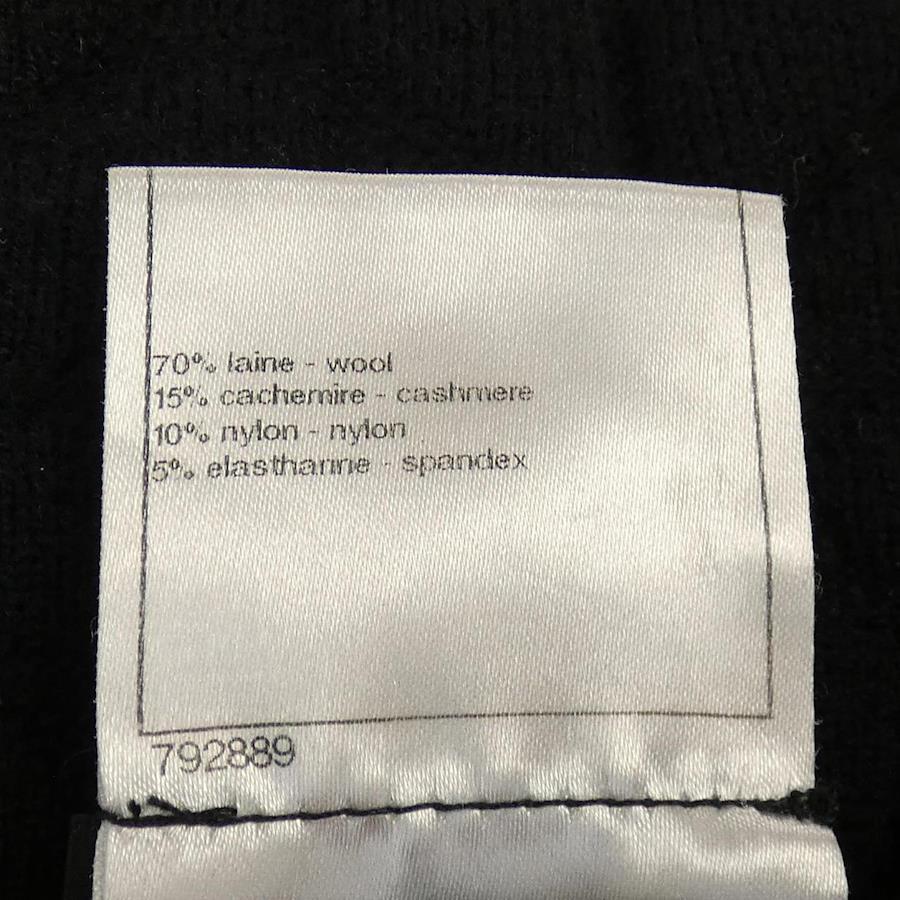 70% laine - wool
15% cachemire - cashmere
10% nylon - nylon
5% elasthanne - spandex
792889